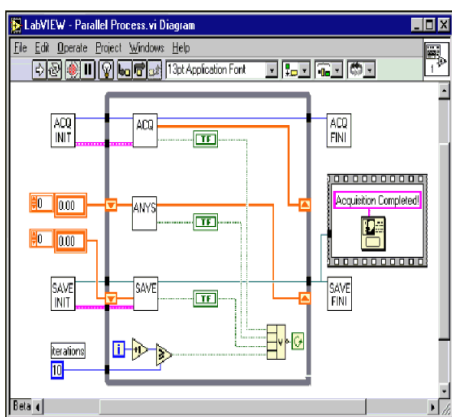 LabVIEW - Parallel Process.vi Diagram
File Edit Operate Project Windows Help
13pt Application Font
1
ACQ INIT
ACQ
ACQ FINI
TF
Acquisition Completed!
0 0.00
ANYS
TF
0 0.00
SAVE INIT
SAVE
TF
SAVE FINI
iterations
10
i
+1
≥
V
Beta